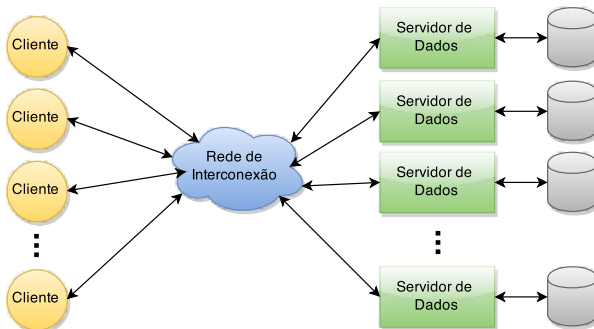 Cliente
Cliente
Cliente
Cliente
Rede de
Interconexão
Servidor de
Dados
Servidor de
Dados
Servidor de
Dados
Servidor de
Dados